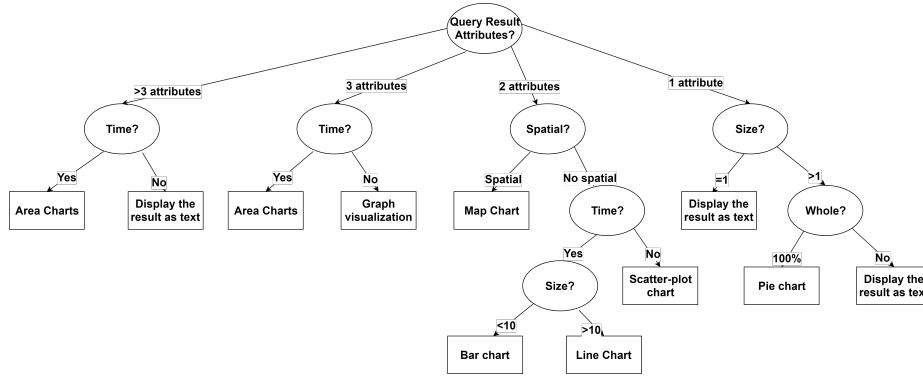 Query Result
Attributes?
>3 attributes
3 attributes
2 attributes
1 attribute
Time?
Time?
Spatial?
Size?
Yes
No
Yes
No
Spatial
No spatial
=1
>1
Area Charts
Display the
result as text
Area Charts
Graph
visualization
Map Chart
Time?
Display the
result as text
Whole?
Yes
No
100%
No
Size?
Scatter-plot
chart
Pie chart
Display the
result as text
<10
>10
Bar chart
Line Chart